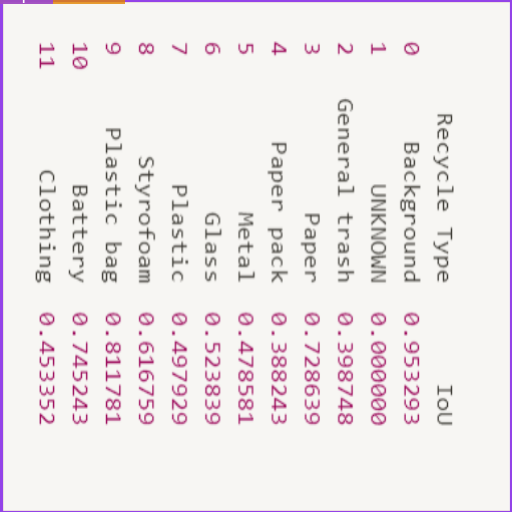 Recycle Type IoU
0 Background 0.953293
1 UNKNOWN 0.000000
2 General trash 0.398748
3 Paper 0.728639
4 Paper pack 0.388243
5 Metal 0.478581
6 Glass 0.523839
7 Plastic 0.497929
8 Styrofoam 0.616759
9 Plastic bag 0.811781
10 Battery 0.745243
11 Clothing 0.453352